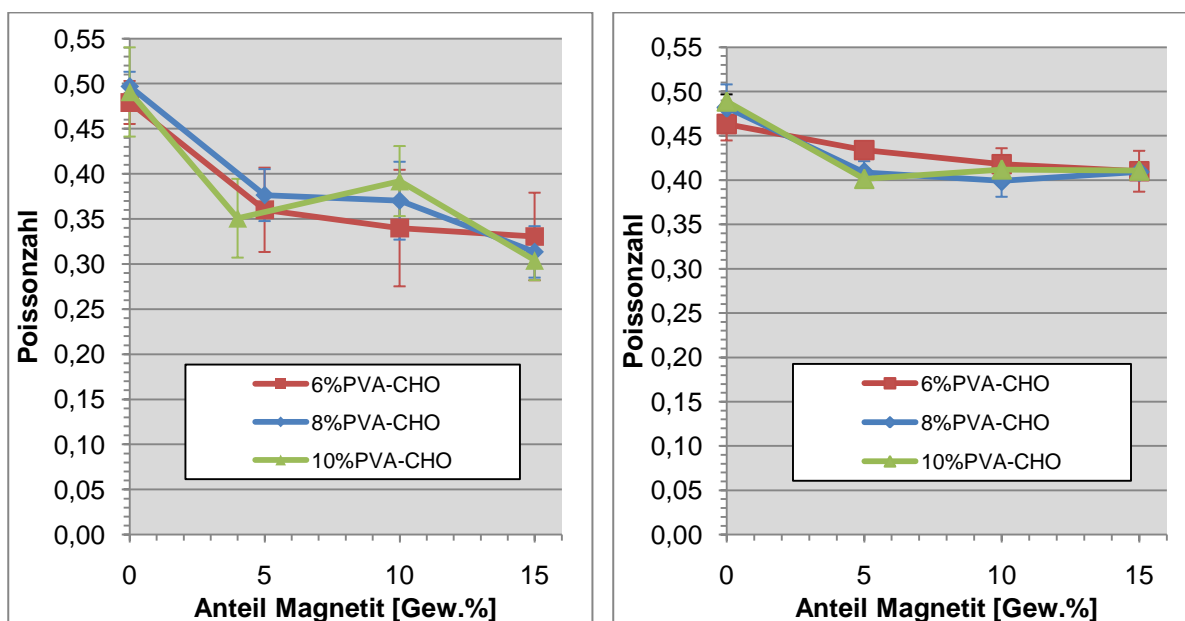 0,55
0,50
0,45
0,40
0,35
0,30
0,25
0,20
0,15
0,10
0,05
0,00
Poissonzahl
6%PVA-CHO
8%PVA-CHO
10%PVA-CHO
0 5 10 15
Anteil Magnetit [Gew.%]
0,55
0,50
0,45
0,40
0,35
0,30
0,25
0,20
0,15
0,10
0,05
0,00
Poissonzahl
6%PVA-CHO
8%PVA-CHO
10%PVA-CHO
0 5 10 15
Anteil Magnetit [Gew.%]